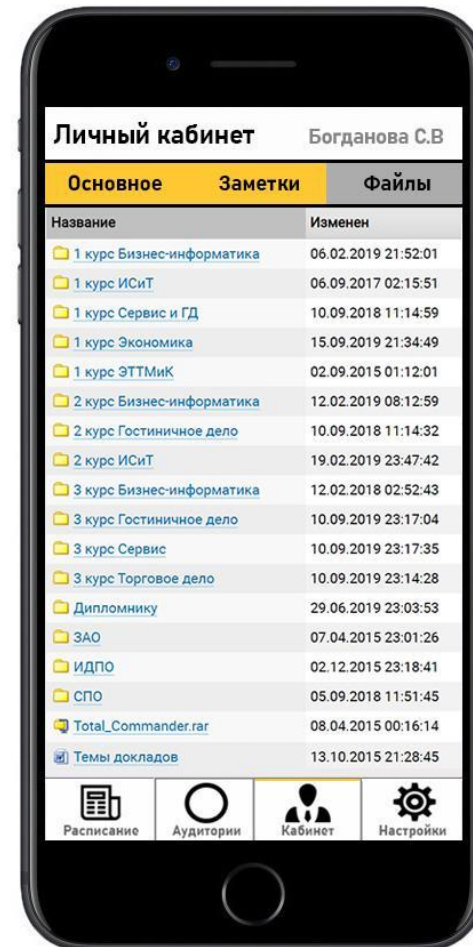 Личный кабинет Богданова С.В
Основное Заметки Файлы
Название Изменен
1 курс Бизнес-информатика 06.02.2019 21:52:01
1 курс ИСиТ 06.09.2017 02:15:51
1 курс Сервис и ГД 10.09.2018 11:14:59
1 курс Экономика 15.09.2019 21:34:49
1 курс ЭТТМиК 02.09.2015 01:12:01
2 курс Бизнес-информатика 12.02.2019 08:12:59
2 курс Гостиничное дело 10.09.2018 11:14:32
2 курс ИСиТ 19.02.2019 23:47:42
3 курс Бизнес-информатика 12.02.2018 02:52:43
3 курс Гостиничное дело 10.09.2019 23:17:04
3 курс Сервис 10.09.2019 23:17:35
3 курс Торговое дело 10.09.2019 23:14:28
Дипломнику 29.06.2019 23:03:53
ЗАО 07.04.2015 23:01:26
ИДПО 02.12.2015 23:18:41
СПО 05.09.2018 11:51:45
Total_Commander.rar 08.04.2015 00:16:14
Темы докладов 13.10.2015 21:28:45
Расписание Аудитории Кабинет Настройки